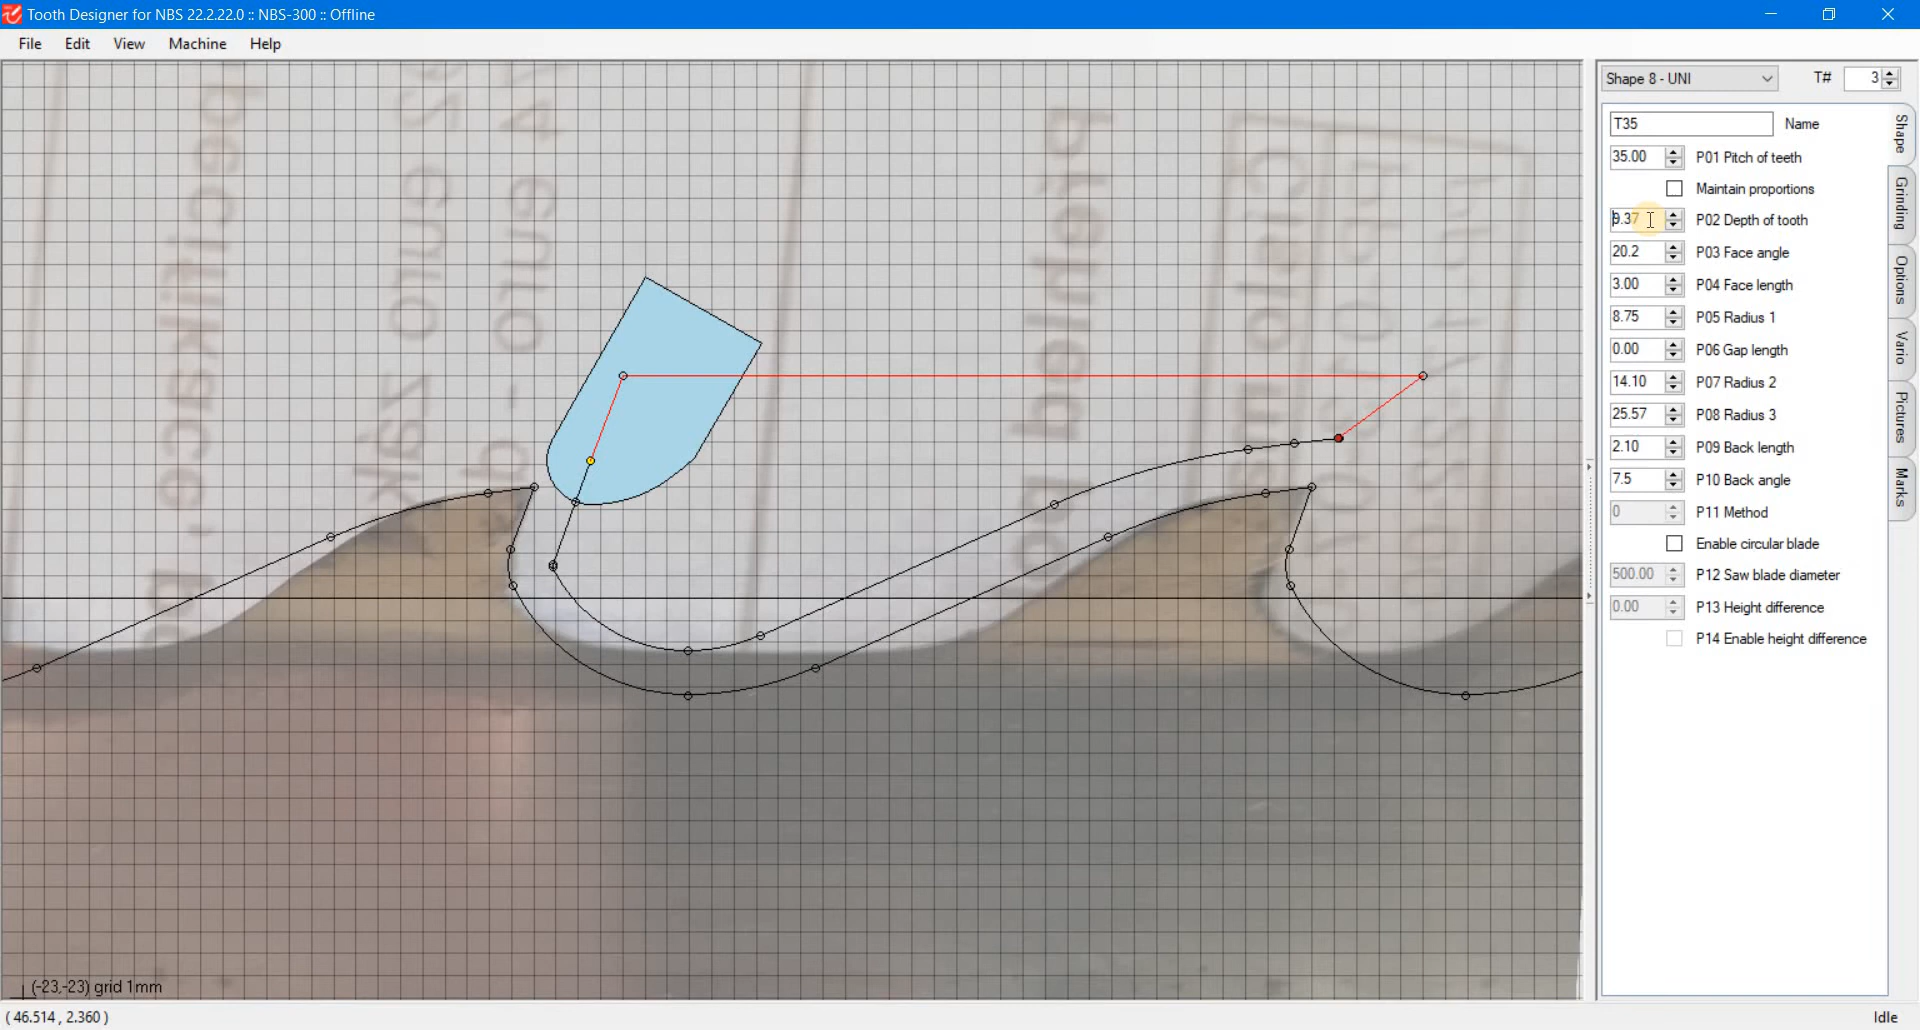 Tooth Designer for NBS 22.2.22.0 :: NBS-300 :: Offline
File Edit View Machine Help
Shape 8 - UNI T# 3
T35 Name
35.00 P01 Pitch of teeth
Maintain proportions
9.37 P02 Depth of tooth
20.2 P03 Face angle
3.00 P04 Face length
8.75 P05 Radius 1
0.00 P06 Gap length
14.10 P07 Radius 2
25.57 P08 Radius 3
2.10 P09 Back length
7.5 P10 Back angle
0 P11 Method
Enable circular blade
500.00 P12 Saw blade diameter
0.00 P13 Height difference
P14 Enable height difference
Shape
Grinding
Options
Vario
Pictures
Marks
(-23,-23) grid 1mm
( 46.514 , 2.360 ) Idle